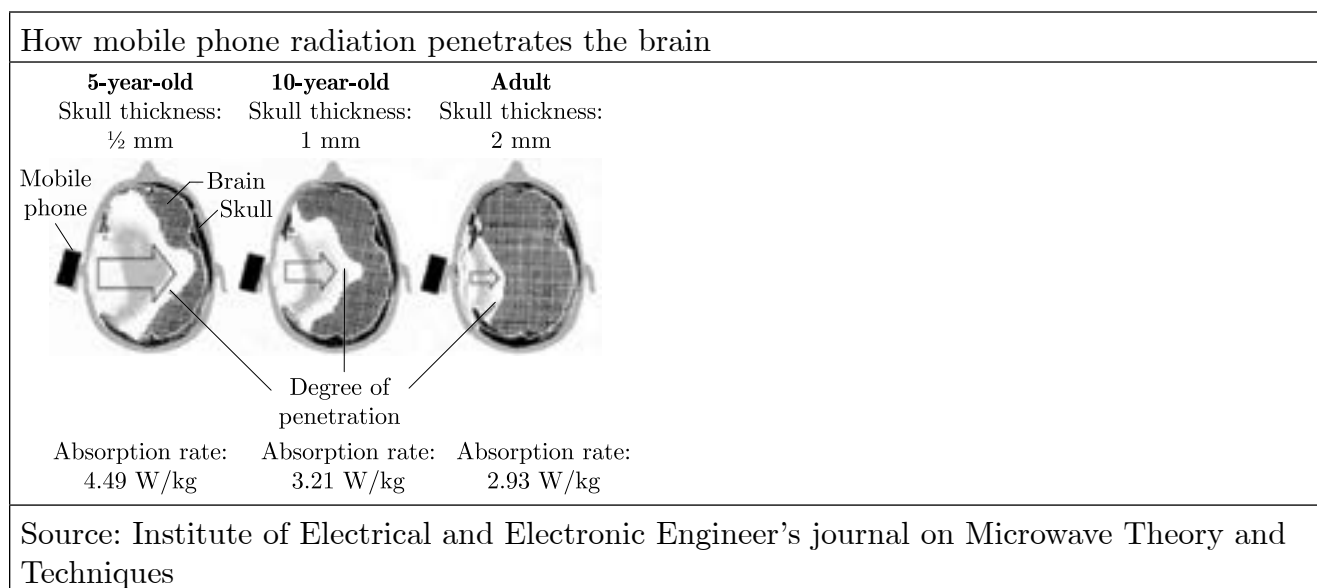 How mobile phone radiation penetrates the brain
5-year-old
Skull thickness:
½ mm
10-year-old
Skull thickness:
1 mm
Adult
Skull thickness:
2 mm
Mobile
phone
Brain
Skull
Degree of
penetration
Absorption rate:
4.49 W/kg
Absorption rate:
3.21 W/kg
Absorption rate:
2.93 W/kg
Source: Institute of Electrical and Electronic Engineer's journal on Microwave Theory and
Techniques